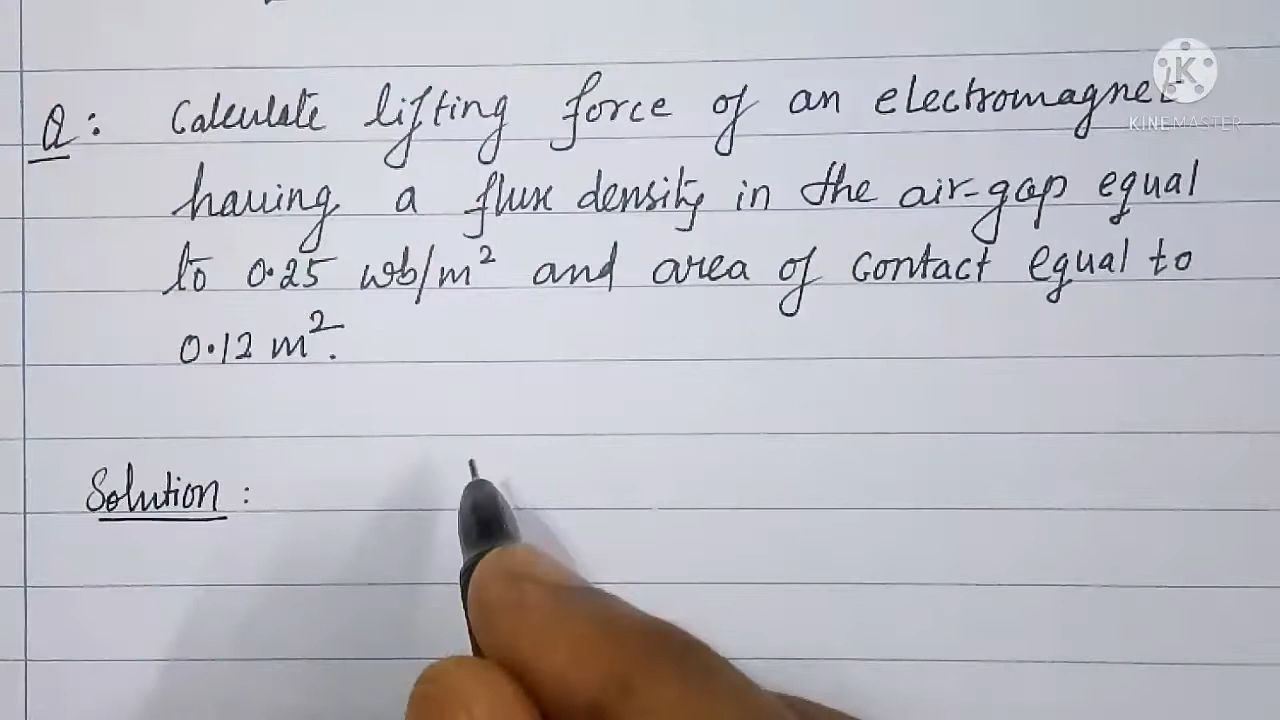 Q: Calculate lifting force of an electromagnet
having a flux density in the air-gap equal
to 0.25 wb/m² and area of contact equal to
0.12 m².
Solution:
K
KINEMASTER